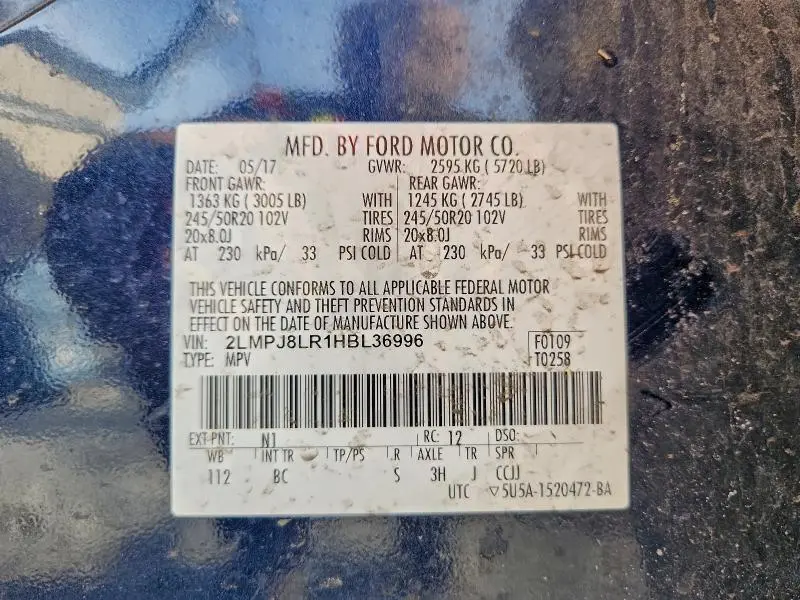 MFD. BY FORD MOTOR CO.
DATE: 05/17 GVWR: 2595 KG ( 5720 LB)
FRONT GAWR: REAR GAWR:
1363 KG ( 3005 LB) WITH 1245 KG ( 2745 LB) WITH
245/50R20 102V TIRES 245/50R20 102V TIRES
20x8.0J RIMS 20x8.0J RIMS
AT 230 kPa/ 33 PSI COLD AT 230 kPa/ 33 PSI COLD
THIS VEHICLE CONFORMS TO ALL APPLICABLE FEDERAL MOTOR
VEHICLE SAFETY AND THEFT PREVENTION STANDARDS IN
EFFECT ON THE DATE OF MANUFACTURE SHOWN ABOVE.
VIN: 2LMPJ8LR1HBL36996 F0109
TYPE: MPV T0258
EXT PNT: N1 RC: 12 DSO:
WB INT TR TP/PS R AXLE TR SPR
112 BC S 3H J CCJJ
UTC ▽5U5A-1520472-BA